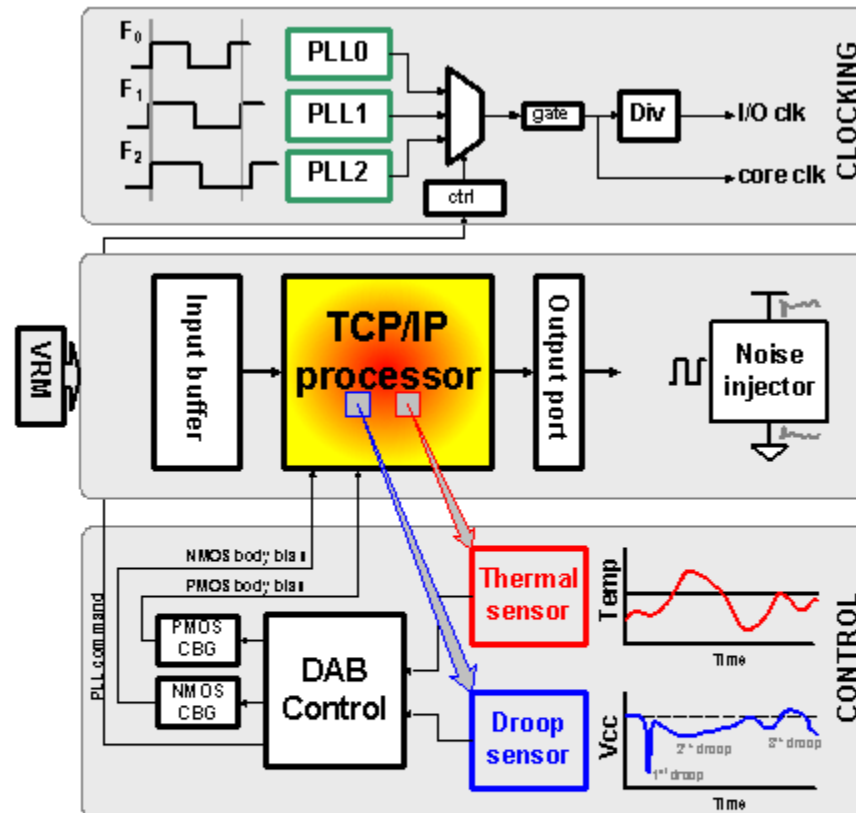 F0
F1
F2
PLL0
PLL1
PLL2
ctrl
gate
Div
I/O clk
core clk
CLOCKING
VRM
Input
buffer
TCP/IP
processor
Output
port
Noise
injector
NMOS body bias
PMOS body bias
PLL command
PMOS
CBG
NMOS
CBG
DAB
Control
Thermal
sensor
Droop
sensor
Temp
Time
Vcc
1st droop
2nd droop
3rd droop
Time
CONTROL